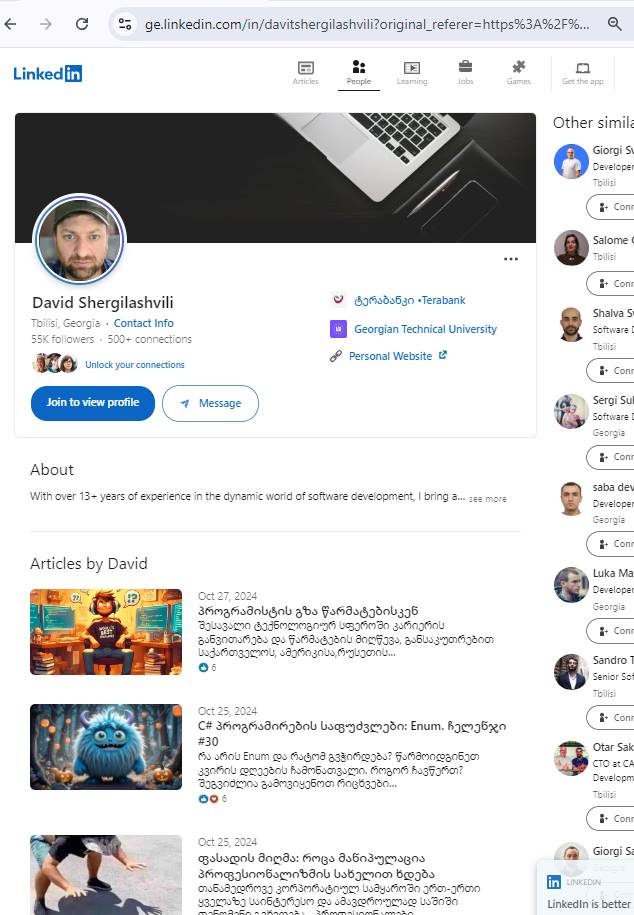 ge.linkedin.com/in/davitshergilashvili?original_referer=https%3A%2F%...
Linkedin
Articles
People
Learning
Jobs
Games
Get the app
David Shergilashvili
Tbilisi, Georgia · Contact Info
55K followers · 500+ connections
Unlock your connections
Join to view profile
Message
ტერაბანკი •Terabank
Georgian Technical University
Personal Website
About
With over 13+ years of experience in the dynamic world of software development, I bring a… see more
Articles by David
Oct 27, 2024
პროგრამისტის გზა წარმატებისკენ
შესავალი ტექნოლოგიურ სფეროში კარიერის
განვითარება და წარმატების მიღწევა, განსაკუთრებით
საქართველოს, ამერიკისა,რუსეთის...
6
Oct 25, 2024
C# პროგრამირების საფუძვლები: Enum. ჩელენჯი
#30
რა არის Enum და რატომ გვჭირდება? წარმოიდგინეთ
კვირის დღეების ჩამონათვალი. როგორ ჩავწერთ?
შეგვიძლია გამოვიყენოთ რიცხვები...
6
Oct 25, 2024
ფასადის მიღმა: როცა მანიპულაცია
პროფესიონალიზმის სახელით ხდება
თანამედროვე კორპორატიულ სამყაროში ერთ-ერთი
ყველაზე საინტერესო და ამავდროულად საშიში
Other simila
Giorgi Sv
Developer
Tbilisi
Conn
Salome
Tbilisi
Conn
Shalva Sv
Software D
Tbilisi
Conn
Sergi Sul
Software D
Georgia
Conn
saba dev
Developer
Georgia
Conn
Luka Ma
Developer
Georgia
Conn
Sandro T
Senior Sof
Tbilisi
Conn
Otar Sak
CTO at CA
Developm
Tbilisi
Conn
Giorgi Sa
LINKEDIN
LinkedIn is better